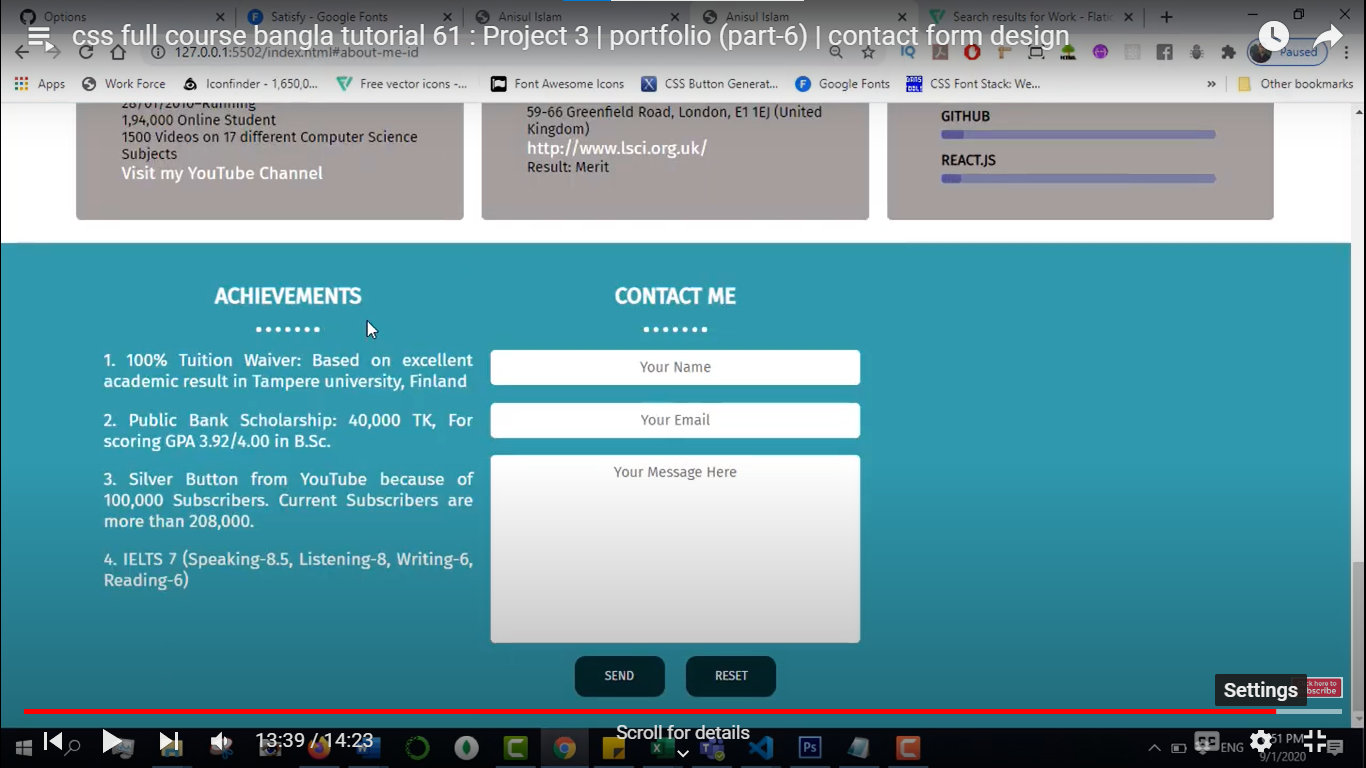 Options
Satisfy - Google Fonts
Anisul Islam
Anisul Islam
Search results for Work - Flatic
css full course bangla tutorial 61 : Project 3 | portfolio (part-6) | contact form design
127.0.0.1:5502/index.html#about-me-id
Paused
Apps
Work Force
Iconfinder - 1,650,0...
Free vector icons -...
Font Awesome Icons
CSS Button Generat...
Google Fonts
CSS Font Stack: We...
Other bookmarks
28/01/2010-Running
1,94,000 Online Student
1500 Videos on 17 different Computer Science
Subjects
Visit my YouTube Channel
59-66 Greenfield Road, London, E1 1EJ (United
Kingdom)
http://www.lsci.org.uk/
Result: Merit
GITHUB
REACT.JS
ACHIEVEMENTS
1. 100% Tuition Waiver: Based on excellent
academic result in Tampere university, Finland
2. Public Bank Scholarship: 40,000 TK, For
scoring GPA 3.92/4.00 in B.Sc.
3. Silver Button from YouTube because of
100,000 Subscribers. Current Subscribers are
more than 208,000.
4. IELTS 7 (Speaking-8.5, Listening-8, Writing-6,
Reading-6)
CONTACT ME
Your Name
Your Email
Your Message Here
SEND
RESET
Settings
13:39 / 14:23
Scroll for details
ENG
51 PM
9/1/2020